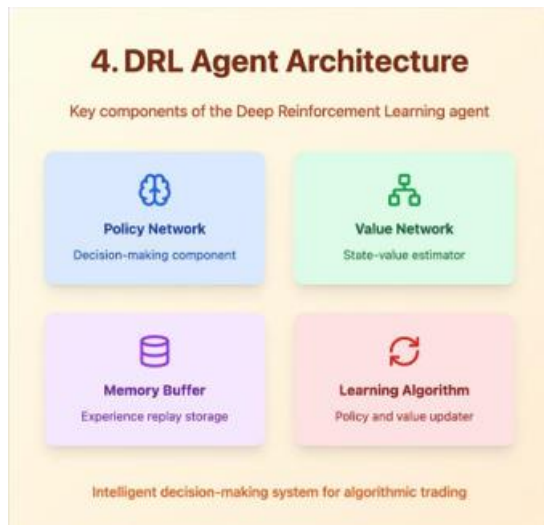 4. DRL Agent Architecture
Key components of the Deep Reinforcement Learning agent
Policy Network
Decision-making component
Value Network
State-value estimator
Memory Buffer
Experience replay storage
Learning Algorithm
Policy and value updater
Intelligent decision-making system for algorithmic trading